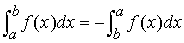 ∫_a^b f(x)dx = −∫_b^a f(x)dx